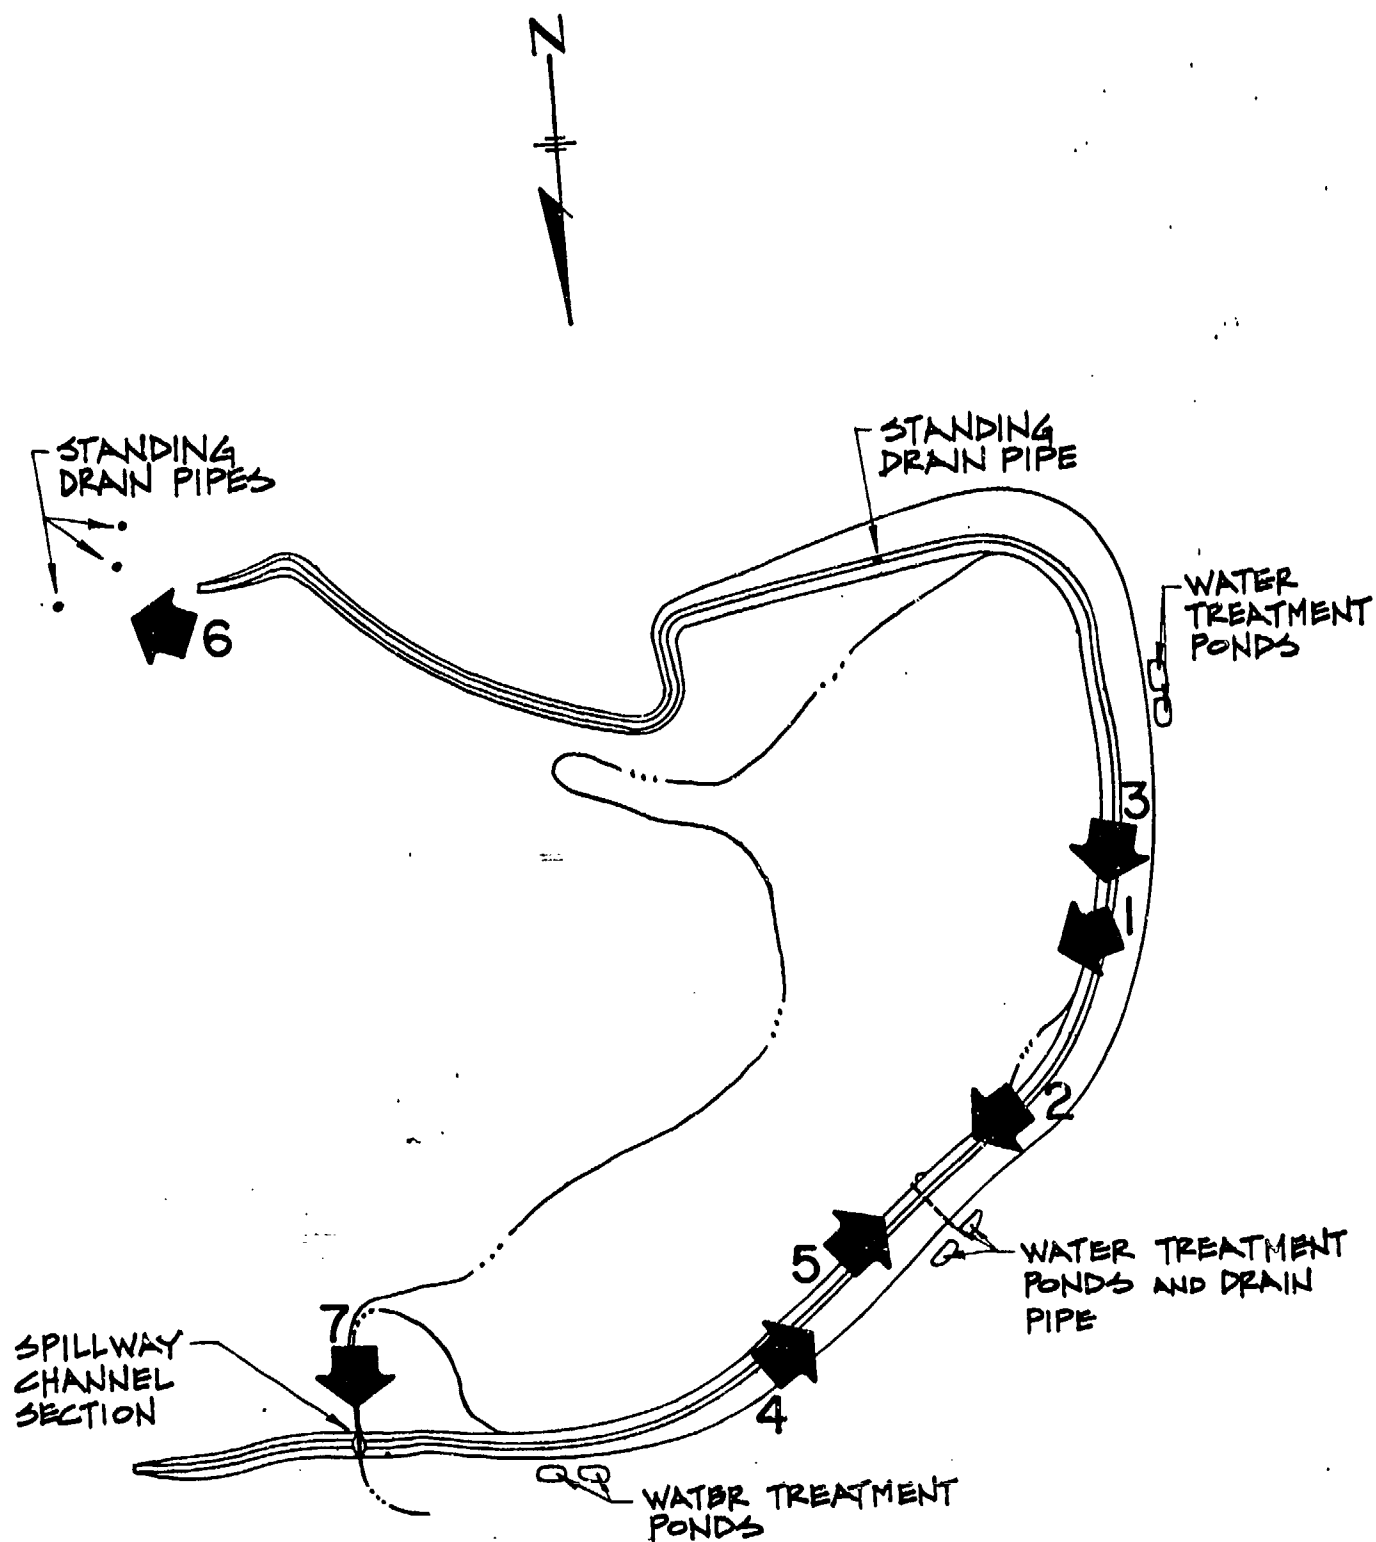 N
STANDING
DRAIN PIPES
STANDING
DRAIN PIPE
WATER
TREATMENT
PONDS
6
3
1
2
5
WATER TREATMENT
PONDS AND DRAIN
PIPE
7
SPILLWAY
CHANNEL
SECTION
4
WATER TREATMENT
PONDS